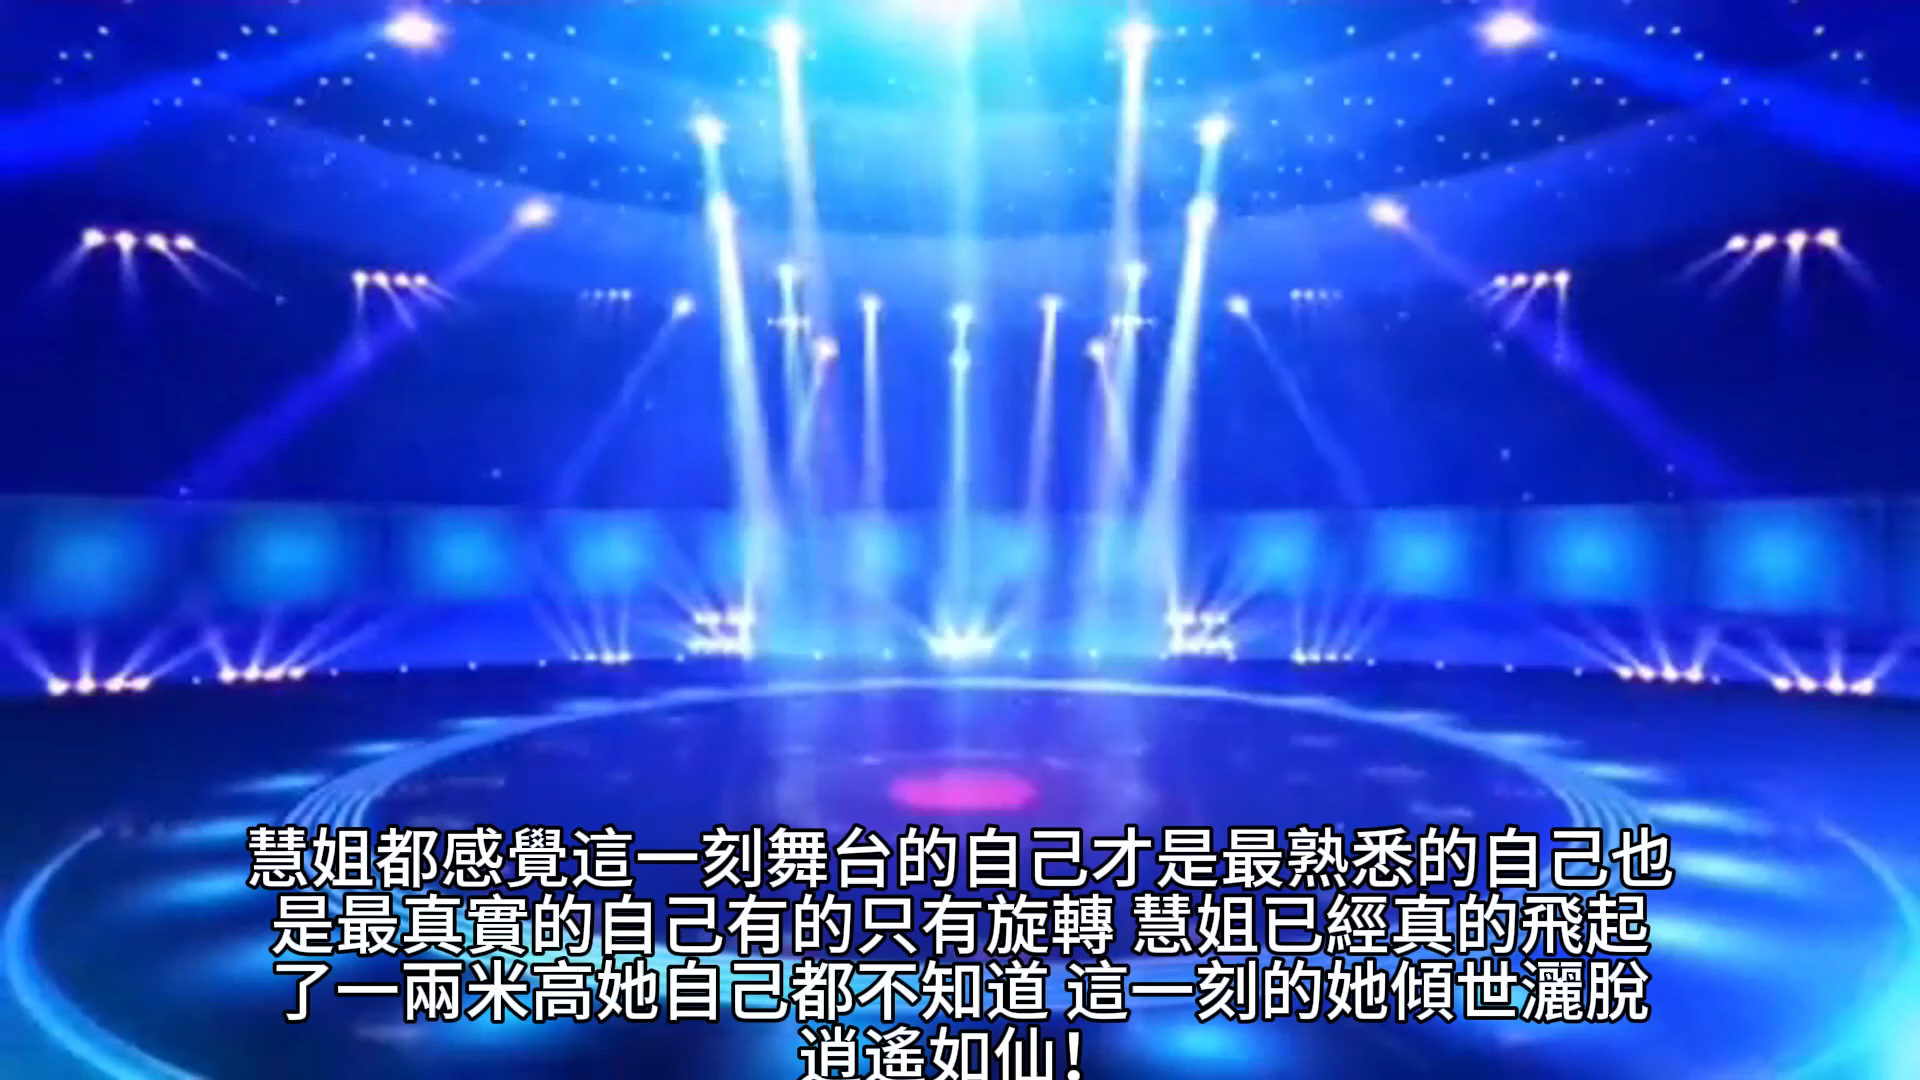 慧姐都感覺這一刻舞台的自己才是最熟悉的自己也
是最真實的自己有的只有旋轉 慧姐已經真的飛起
了一兩米高她自己都不知道 這一刻的她傾世灑脫
逍遙如仙!